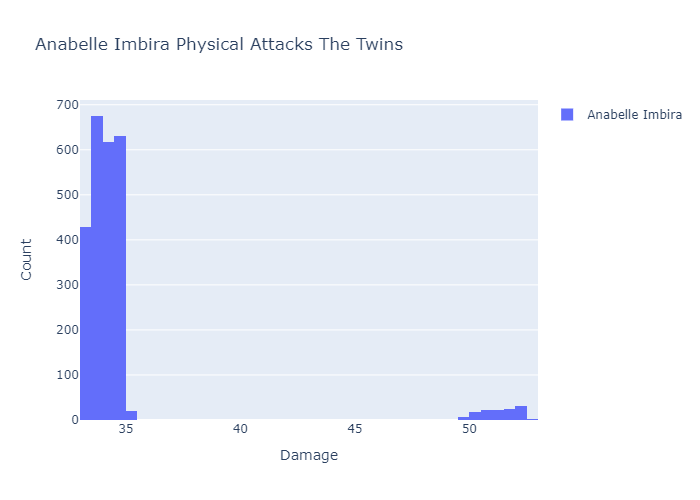 Anabelle Imbira Physical Attacks The Twins
Anabelle Imbira
700
600
500
400
300
200
100
0
Count
35 40 45 50
Damage